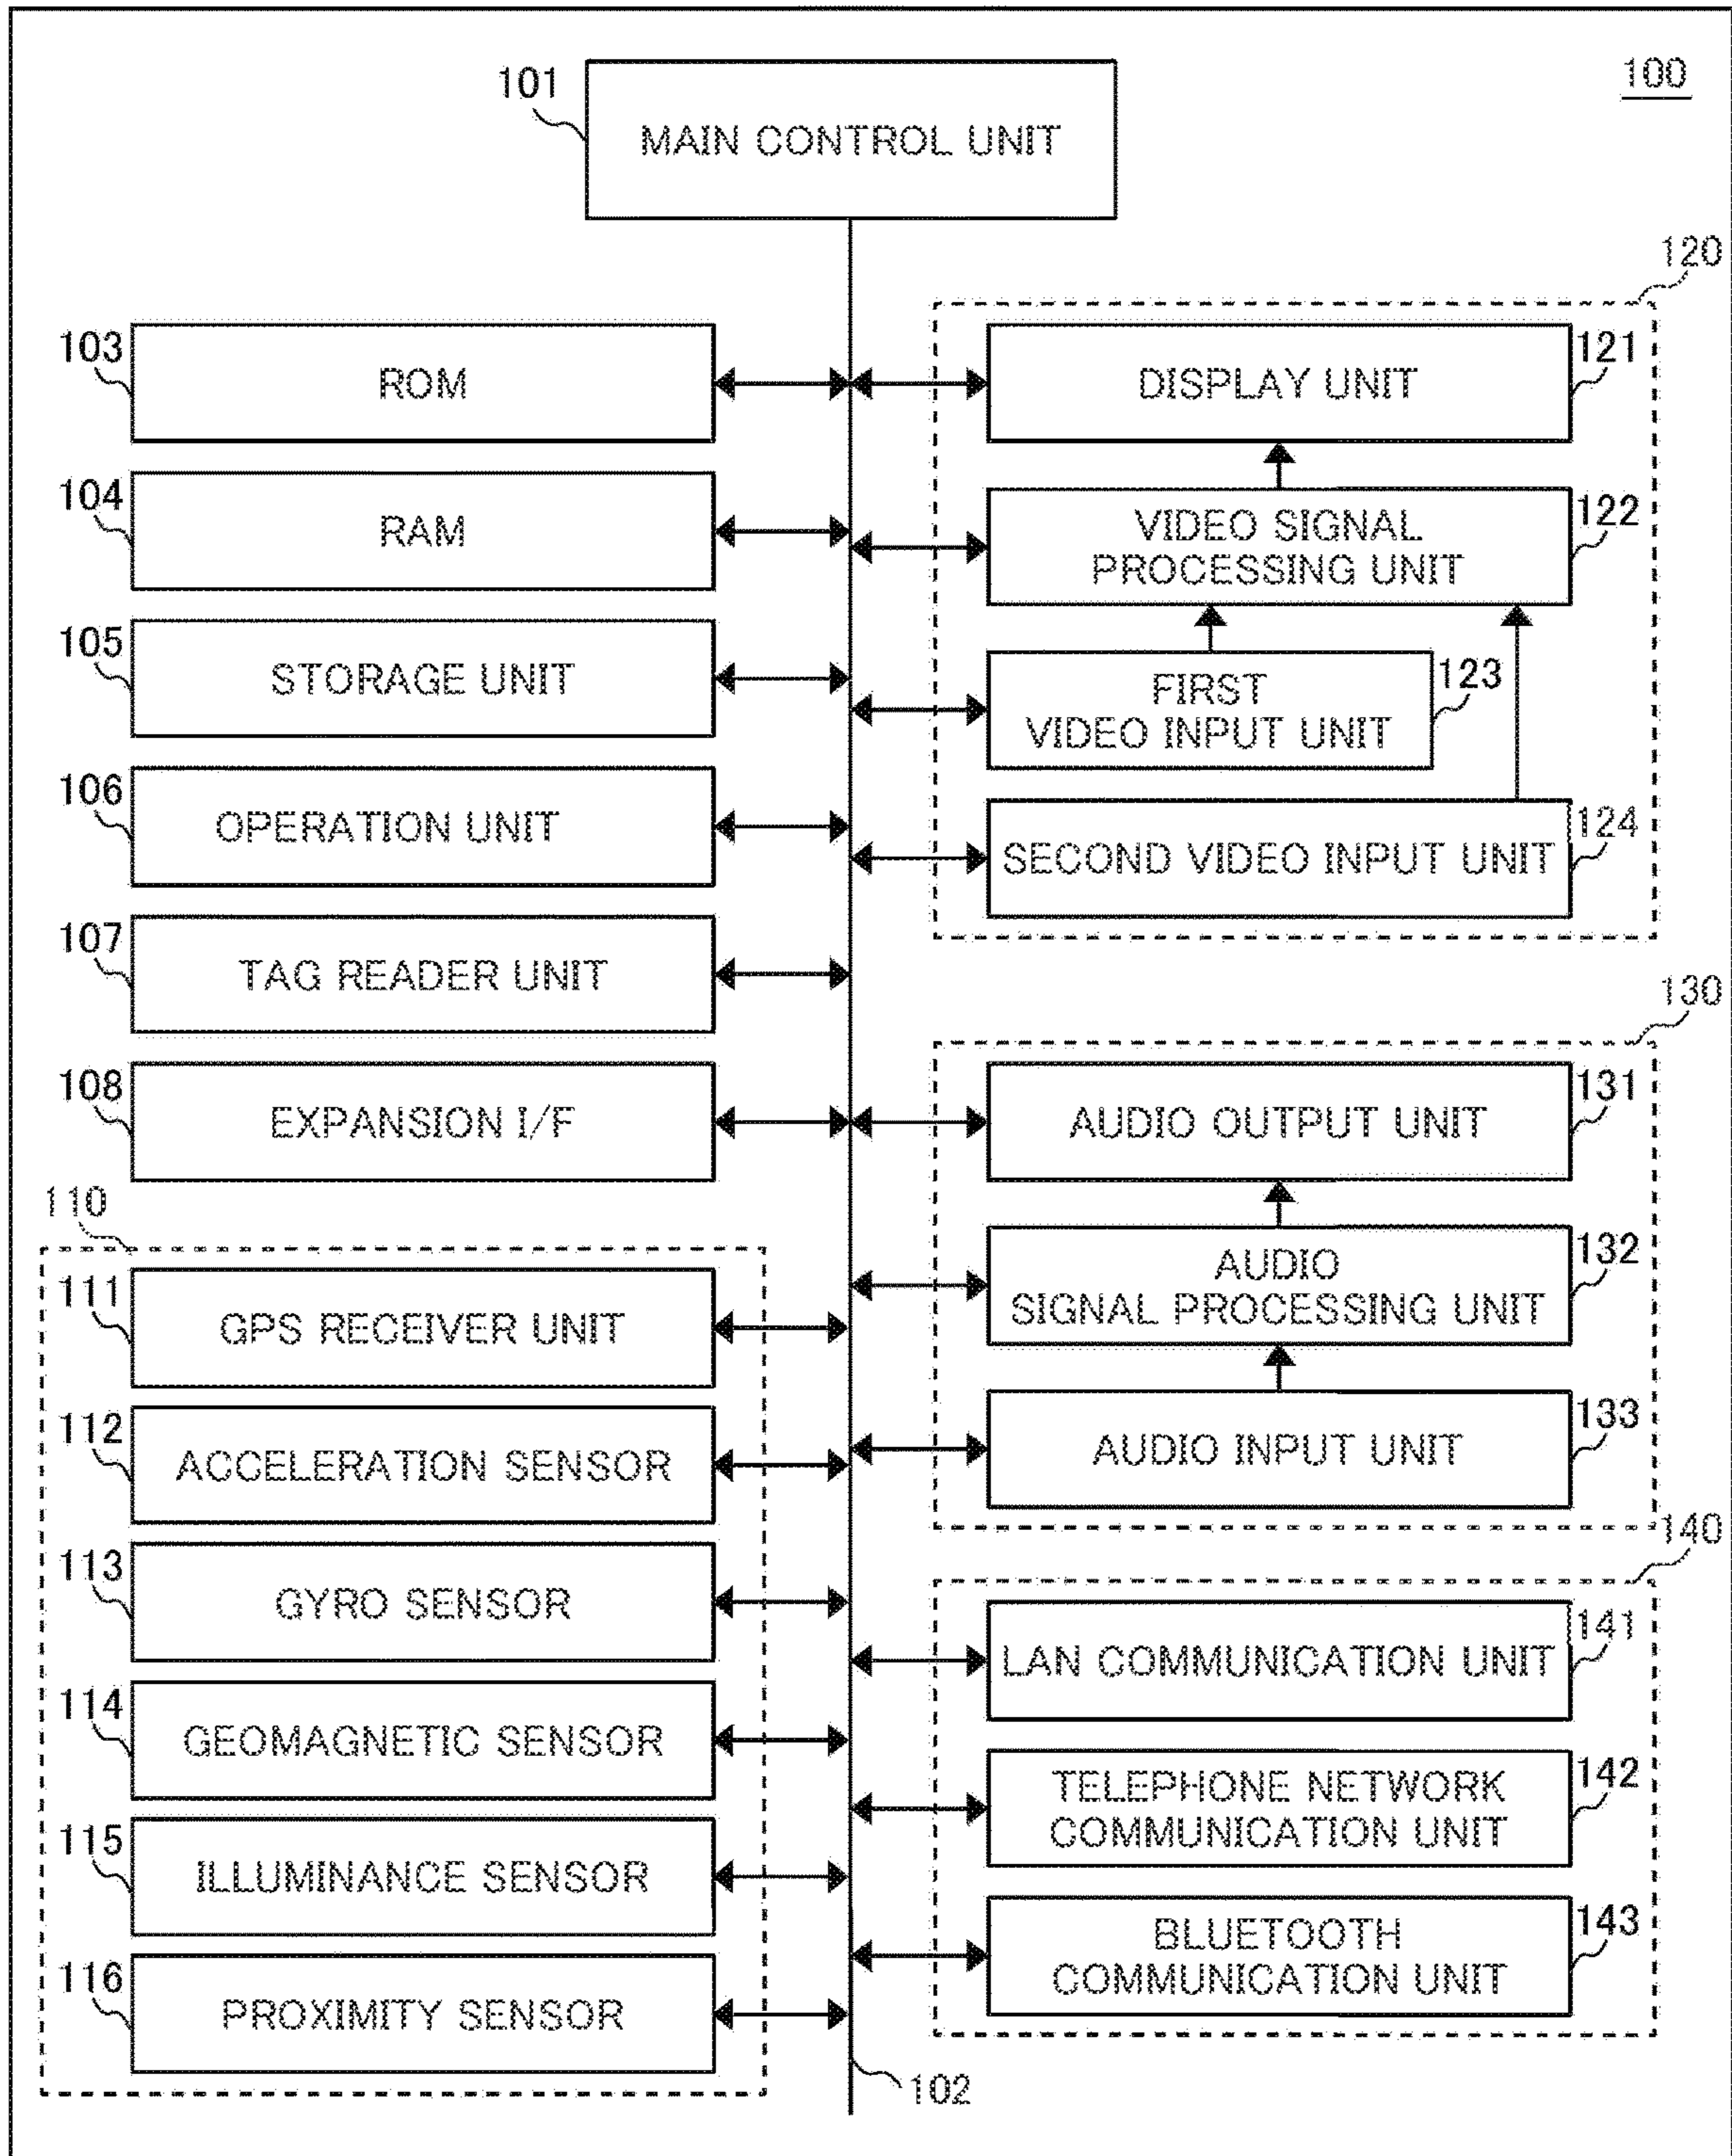 100
101
MAIN CONTROL UNIT
103
ROM
104
RAM
105
STORAGE UNIT
106
OPERATION UNIT
107
TAG READER UNIT
108
EXPANSION I/F
110
111
GPS RECEIVER UNIT
112
ACCELERATION SENSOR
113
GYRO SENSOR
114
GEOMAGNETIC SENSOR
115
ILLUMINANCE SENSOR
116
PROXIMITY SENSOR
102
120
121
DISPLAY UNIT
122
VIDEO SIGNAL
PROCESSING UNIT
123
FIRST
VIDEO INPUT UNIT
124
SECOND VIDEO INPUT UNIT
130
131
AUDIO OUTPUT UNIT
132
AUDIO
SIGNAL PROCESSING UNIT
133
AUDIO INPUT UNIT
140
141
LAN COMMUNICATION UNIT
142
TELEPHONE NETWORK
COMMUNICATION UNIT
143
BLUETOOTH
COMMUNICATION UNIT